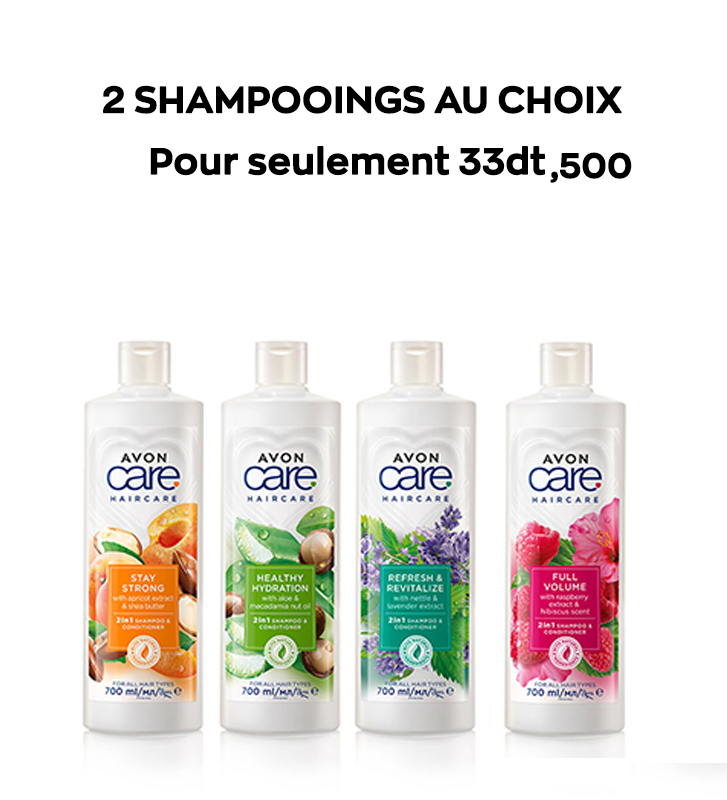 2 SHAMPOOINGS AU CHOIX
Pour seulement 33dt,500
AVON
care
HAIRCARE
STAY
STRONG
with apricot extract
& shea butter
2in1 SHAMPOO &
CONDITIONER
FOR ALL HAIR TYPES
700 ml/мл/
AVON
care
HAIRCARE
HEALTHY
HYDRATION
with aloe &
macadamia nut oil
2in1 SHAMPOO &
CONDITIONER
FOR ALL HAIR TYPES
700 ml/мл/
AVON
care
HAIRCARE
REFRESH &
REVITALIZE
with nettle &
lavender extract
2in1 SHAMPOO &
CONDITIONER
FOR ALL HAIR TYPES
700 ml/мл/
AVON
care
HAIRCARE
FULL
VOLUME
with raspberry
extract &
hibiscus scent
2in1 SHAMPOO &
CONDITIONER
FOR ALL HAIR TYPES
700 ml/мл/